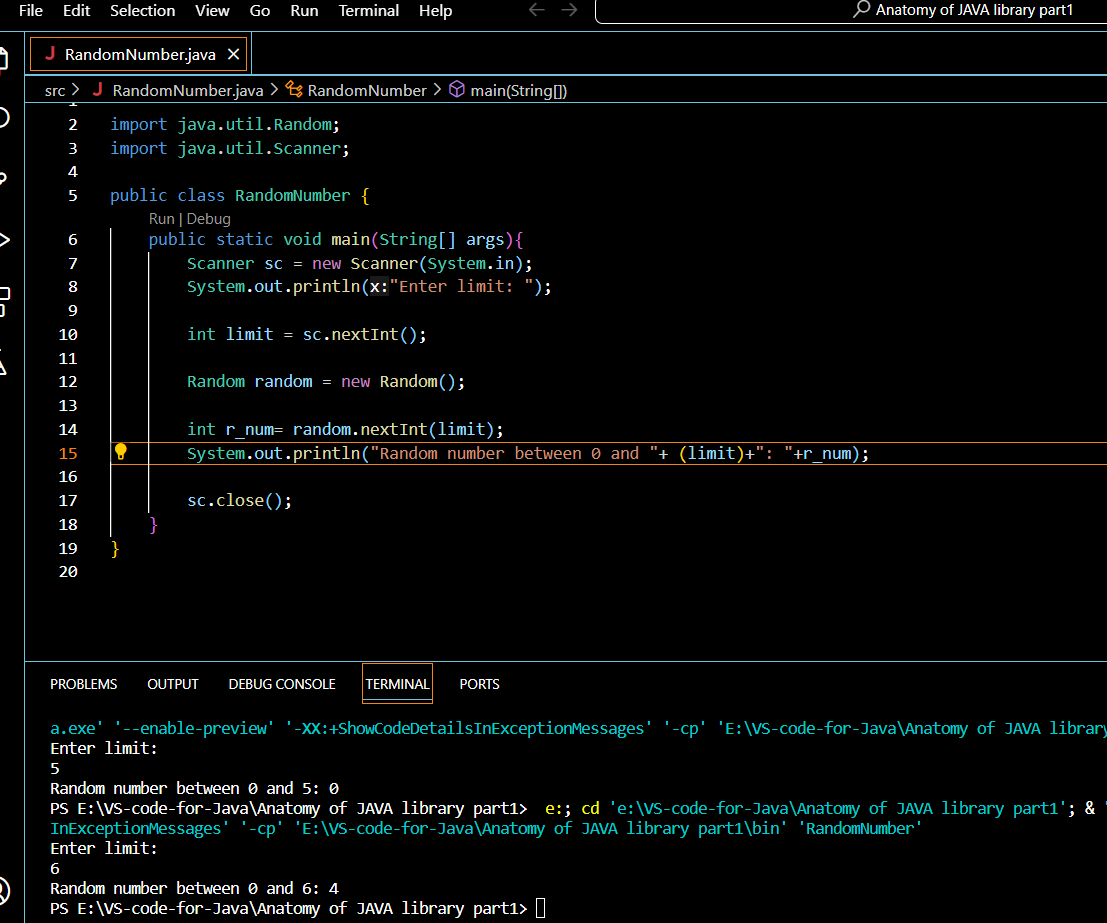 File Edit Selection View Go Run Terminal Help Anatomy of JAVA library part1
RandomNumber.java
src > RandomNumber.java > RandomNumber > main(String[])
1
2 import java.util.Random;
3 import java.util.Scanner;
4
5 public class RandomNumber {
Run | Debug
6 public static void main(String[] args){
7 Scanner sc = new Scanner(System.in);
8 System.out.println(x:"Enter limit: ");
9
10 int limit = sc.nextInt();
11
12 Random random = new Random();
13
14 int r_num= random.nextInt(limit);
15 System.out.println("Random number between 0 and "+ (limit)+": "+r_num);
16
17 sc.close();
18 }
19 }
20
PROBLEMS OUTPUT DEBUG CONSOLE TERMINAL PORTS
a.exe' '--enable-preview' '-XX:+ShowCodeDetailsInExceptionMessages' '-cp' 'E:\VS-code-for-Java\Anatomy of JAVA library
Enter limit:
5
Random number between 0 and 5: 0
PS E:\VS-code-for-Java\Anatomy of JAVA library part1> e:; cd 'e:\VS-code-for-Java\Anatomy of JAVA library part1'; & '
InExceptionMessages' '-cp' 'E:\VS-code-for-Java\Anatomy of JAVA library part1\bin' 'RandomNumber'
Enter limit:
6
Random number between 0 and 6: 4
PS E:\VS-code-for-Java\Anatomy of JAVA library part1>